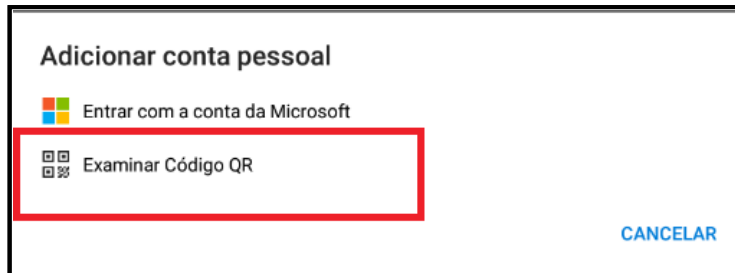 Adicionar conta pessoal
Entrar com a conta da Microsoft
Examinar Código QR
CANCELAR